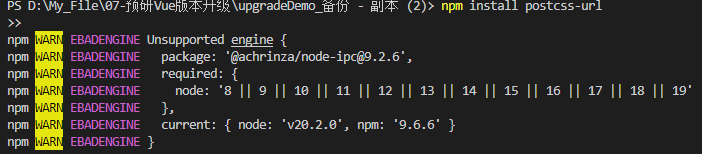 PS D:\My_File\07-预研Vue版本升级\upgradeDemo_备份 - 副本 (2)> npm install postcss-url
>>
npm WARN EBADENGINE Unsupported engine {
npm WARN EBADENGINE   package: '@achrinza/node-ipc@9.2.6',
npm WARN EBADENGINE   required: {
npm WARN EBADENGINE     node: '8 || 9 || 10 || 11 || 12 || 13 || 14 || 15 || 16 || 17 || 18 || 19'
npm WARN EBADENGINE   },
npm WARN EBADENGINE   current: { node: 'v20.2.0', npm: '9.6.6' }
npm WARN EBADENGINE }